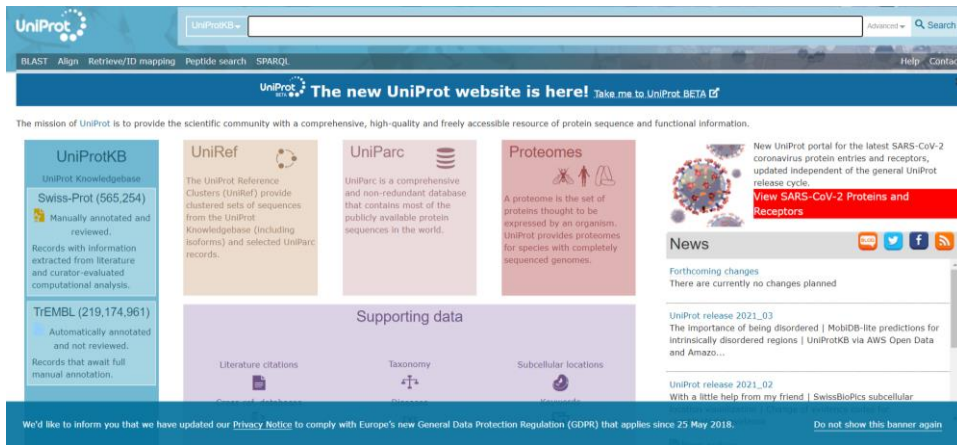 UniProt
UniProtKB
Advanced
Search
BLAST Align Retrieve/ID mapping Peptide search SPARQL
Help Contac
UniProt BETA The new UniProt website is here! Take me to UniProt BETA
The mission of UniProt is to provide the scientific community with a comprehensive, high-quality and freely accessible resource of protein sequence and functional information.
UniProtKB
UniProt Knowledgebase
Swiss-Prot (565,254)
Manually annotated and
reviewed.
Records with information
extracted from literature
and curator-evaluated
computational analysis.
TrEMBL (219,174,961)
Automatically annotated
and not reviewed.
Records that await full
manual annotation.
UniRef
The UniProt Reference
Clusters (UniRef) provide
clustered sets of sequences
from the UniProt
Knowledgebase (including
isoforms) and selected UniParc
records.
UniParc
UniParc is a comprehensive
and non-redundant database
that contains most of the
publicly available protein
sequences in the world.
Proteomes
A proteome is the set of
proteins thought to be
expressed by an organism.
UniProt provides proteomes
for species with completely
sequenced genomes.
Supporting data
Literature citations
Taxonomy
Subcellular locations
New UniProt portal for the latest SARS-CoV-2
coronavirus protein entries and receptors,
updated independent of the general UniProt
release cycle.
View SARS-CoV-2 Proteins and
Receptors
News
Forthcoming changes
There are currently no changes planned
UniProt release 2021_03
The importance of being disordered | MobiDB-lite predictions for
intrinsically disordered regions | UniProtKB via AWS Open Data
and Amazo...
UniProt release 2021_02
With a little help from my friend | SwissBioPics subcellular
We'd like to inform you that we have updated our Privacy Notice to comply with Europe's new General Data Protection Regulation (GDPR) that applies since 25 May 2018.
Do not show this banner again